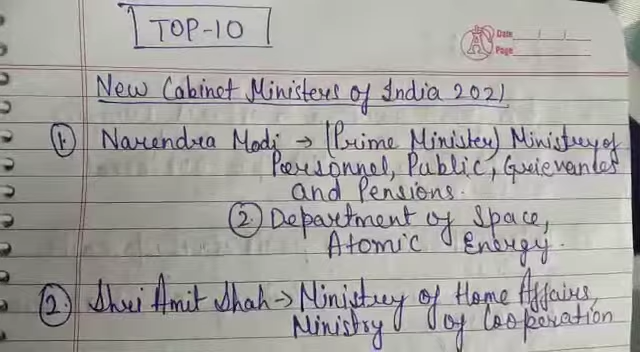 TOP-10
Date
Page
New Cabinet Ministers of India 2021
1. Narendra Modi → (Prime Minister) Ministry of
Personnel, Public, Grievances
and Pensions.
2. Department of Space,
Atomic Energy.
2. Shri Amit Shah → Ministry of Home Affairs,
Ministry of Cooperation